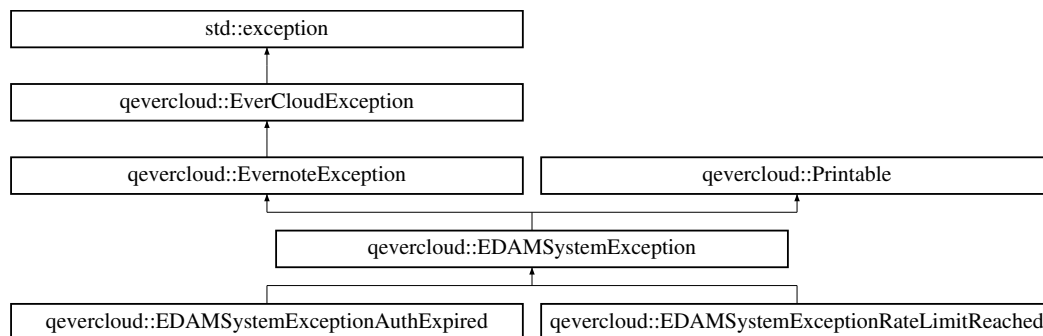 std::exception
qevercloud::EverCloudException
qevercloud::EvernoteException
qevercloud::Printable
qevercloud::EDAMSystemException
qevercloud::EDAMSystemExceptionAuthExpired
qevercloud::EDAMSystemExceptionRateLimitReached